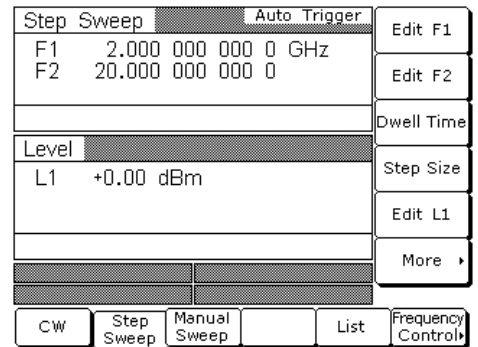 Step Sweep Auto Trigger
F1 2.000 000 000 0 GHz
F2 20.000 000 000 0
Level
L1 +0.00 dBm
Edit F1
Edit F2
Dwell Time
Step Size
Edit L1
More
CW
Step
Sweep
Manual
Sweep
List
Frequency
Control